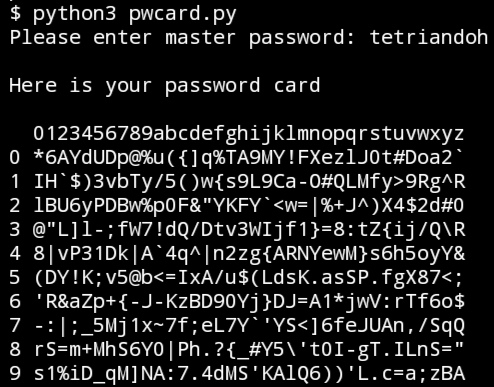 $ python3 pwcard.py
Please enter master password: tetriandoh
Here is your password card
0123456789abcdefghijklmnopqrstuvwxyz
0 *6AYdUDp@%u({]q%TA9MY!FXezlJ0t#Doa2`
1 IH`$)3vbTy/5()w{s9L9Ca-O#QLMfy>9Rg^R
2 lBU6yPDBw%p0F&"YKFY`<w=|%+J^)X4$2d#0
3 @"L]l-;fW7!dQ/Dtv3WIjf1}=8:tZ{ij/Q\R
4 8|vP31Dk|A`4q^|n2zg{ARNYewM}s6h5oyY&
5 (DY!K;v5@b<=IxA/u$(LdsK.asSP.fgX87<;
6 'R&aZp+{-J-KzBD90Yj}DJ=A1*jwV:rTf6o$
7 -:|;_5Mj1x~7f;eL7Y`'YS<]6feJUAn,/SqQ
8 rS=m+MhS6Y0|Ph.?{_#Y5\'t0I-gT.ILnS="
9 s1%iD_qM]NA:7.4dMS'KAlQ6))'L.c=a;zBA